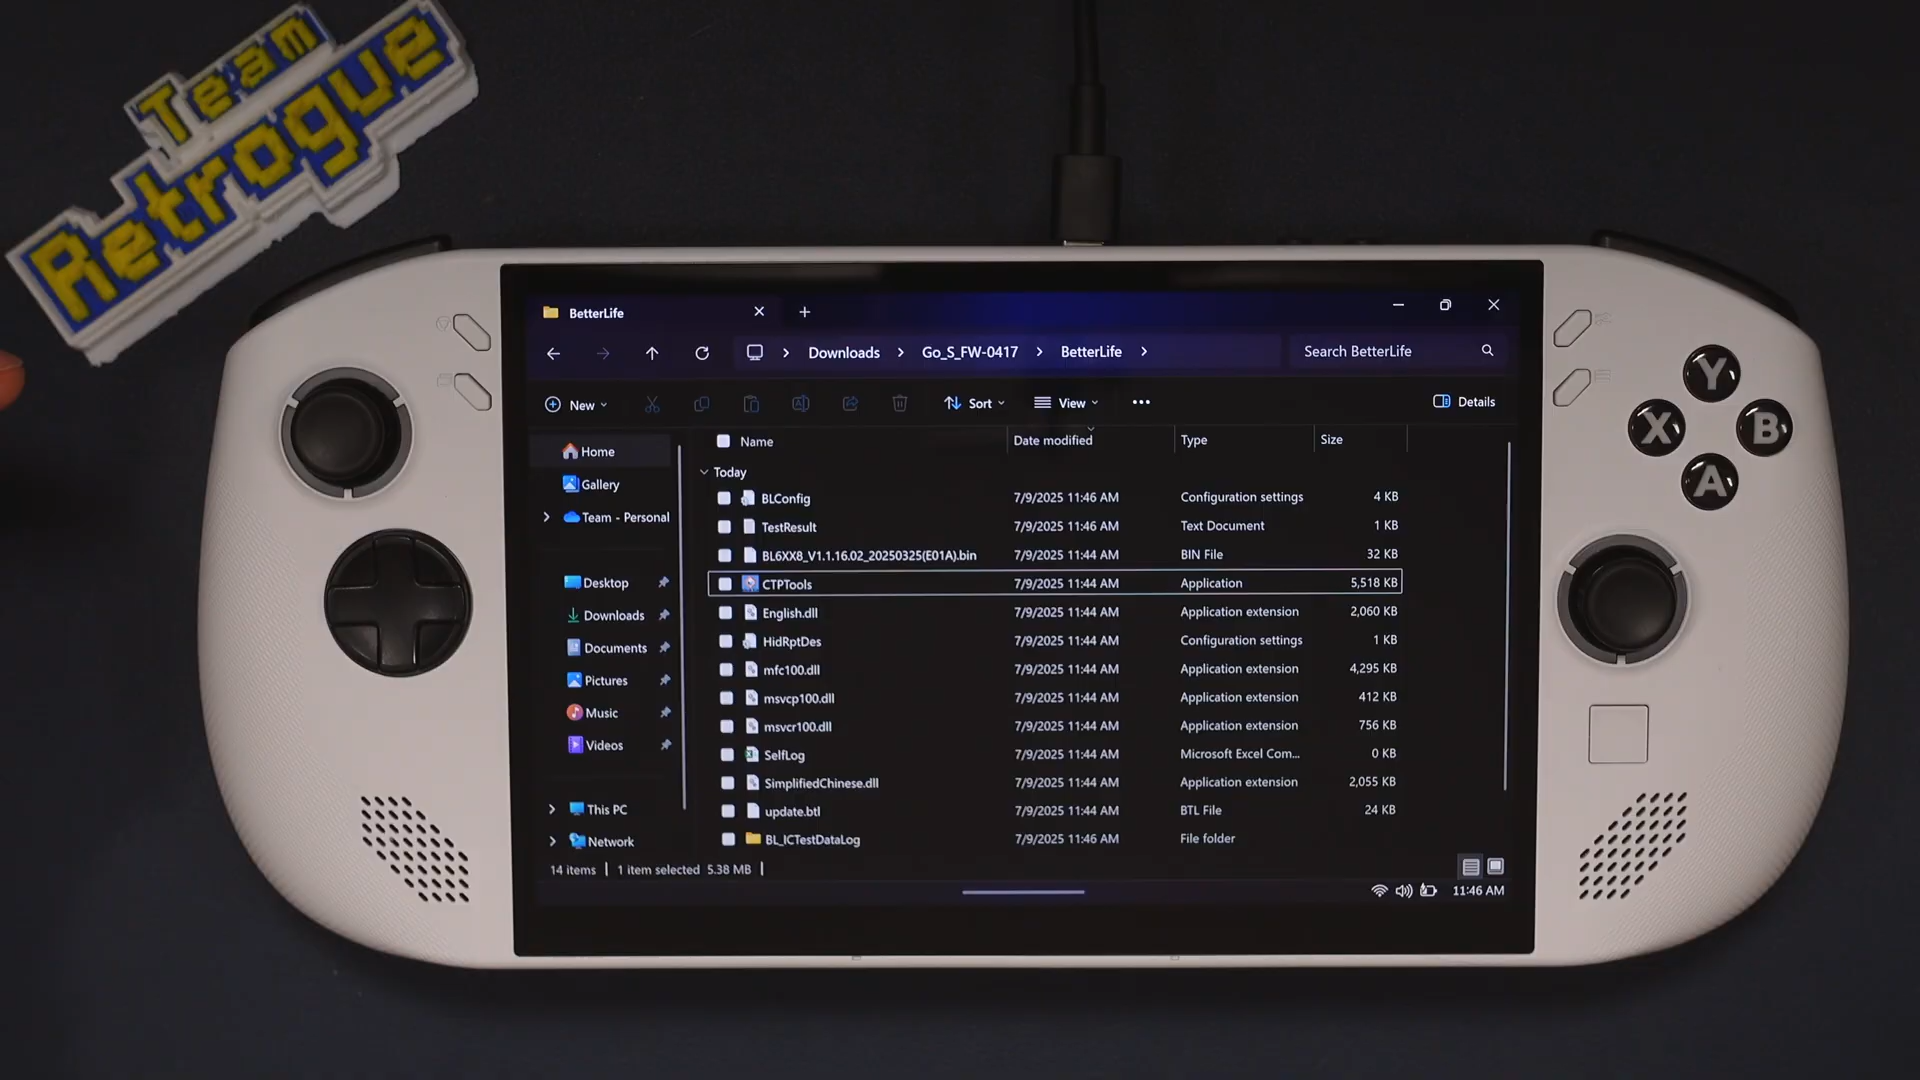 Team
Retrogue
BetterLife
Downloads > Go_S_FW-0417 > BetterLife >
Search BetterLife
New
Sort
View
Details
Name Date modified Type Size
Home
Gallery
Team - Personal
Desktop
Downloads
Documents
Pictures
Music
Videos
This PC
Network
Today
BLConfig 7/9/2025 11:46 AM Configuration settings 4 KB
TestResult 7/9/2025 11:46 AM Text Document 1 KB
BL6XX8_V1.1.16.02_20250325(E01A).bin 7/9/2025 11:44 AM BIN File 32 KB
CTPTools 7/9/2025 11:44 AM Application 5,518 KB
English.dll 7/9/2025 11:44 AM Application extension 2,060 KB
HidRptDes 7/9/2025 11:44 AM Configuration settings 1 KB
mfc100.dll 7/9/2025 11:44 AM Application extension 4,295 KB
msvcp100.dll 7/9/2025 11:44 AM Application extension 412 KB
msvcr100.dll 7/9/2025 11:44 AM Application extension 756 KB
SelfLog 7/9/2025 11:44 AM Microsoft Excel Com... 0 KB
SimplifiedChinese.dll 7/9/2025 11:44 AM Application extension 2,055 KB
update.btl 7/9/2025 11:44 AM BTL File 24 KB
BL_ICTestDataLog 7/9/2025 11:46 AM File folder
14 items | 1 item selected 5.38 MB |
11:46 AM
Y
X
B
A